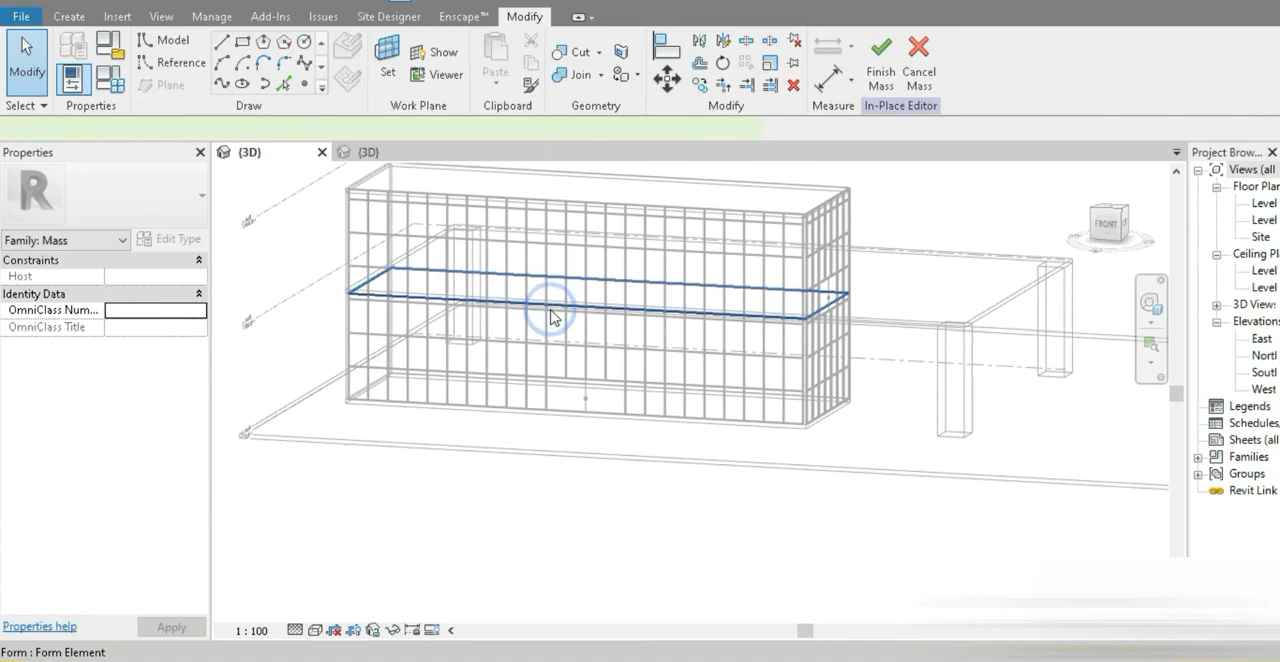 File Create Insert View Manage Add-Ins Issues Site Designer Enscape™ Modify
Modify
Select
Properties
Model
Reference
Plane
Draw
Set
Show
Viewer
Work Plane
Paste
Clipboard
Cut
Join
Geometry
Modify
Measure
Finish
Mass
Cancel
Mass
In-Place Editor
Properties
{3D}
{3D}
Project Brow...
R
Family: Mass
Edit Type
Constraints
Host
Identity Data
OmniClass Num...
OmniClass Title
FRONT
Views (all
Floor Plan
Level
Level
Site
Ceiling Pl
Level
Level
3D Views
Elevations
East
North
South
West
Legends
Schedules,
Sheets (all
Families
Groups
Revit Link
Properties help
Apply
1 : 100
Form : Form Element